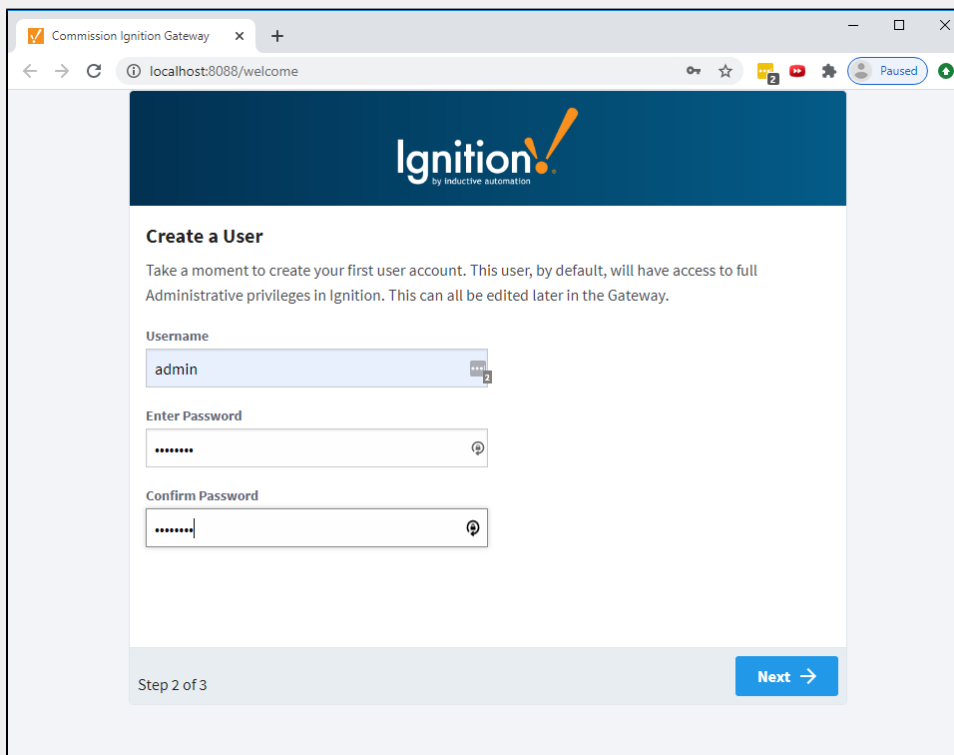 Commission Ignition Gateway
localhost:8088/welcome
2
Paused
Ignition!
by inductive automation
Create a User
Take a moment to create your first user account. This user, by default, will have access to full
Administrative privileges in Ignition. This can all be edited later in the Gateway.
Username
admin
2
Enter Password
••••••••
Confirm Password
••••••••
Step 2 of 3
Next →